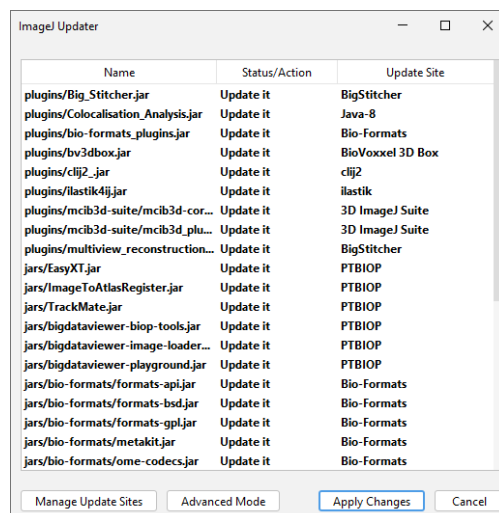 ImageJ Updater
Name Status/Action Update Site
plugins/Big_Stitcher.jar Update it BigStitcher
plugins/Colocalisation_Analysis.jar Update it Java-8
plugins/bio-formats_plugins.jar Update it Bio-Formats
plugins/bv3dbox.jar Update it BioVoxxel 3D Box
plugins/clij2_.jar Update it clij2
plugins/ilastik4ij.jar Update it ilastik
plugins/mcib3d-suite/mcib3d-cor... Update it 3D ImageJ Suite
plugins/mcib3d-suite/mcib3d_plu... Update it 3D ImageJ Suite
plugins/multiview_reconstruction... Update it BigStitcher
jars/EasyXT.jar Update it PTBIOP
jars/ImageToAtlasRegister.jar Update it PTBIOP
jars/TrackMate.jar Update it PTBIOP
jars/bigdataviewer-biop-tools.jar Update it PTBIOP
jars/bigdataviewer-image-loader... Update it PTBIOP
jars/bigdataviewer-playground.jar Update it PTBIOP
jars/bio-formats/formats-api.jar Update it Bio-Formats
jars/bio-formats/formats-bsd.jar Update it Bio-Formats
jars/bio-formats/formats-gpl.jar Update it Bio-Formats
jars/bio-formats/metakit.jar Update it Bio-Formats
jars/bio-formats/ome-codecs.jar Update it Bio-Formats
Manage Update Sites Advanced Mode Apply Changes Cancel